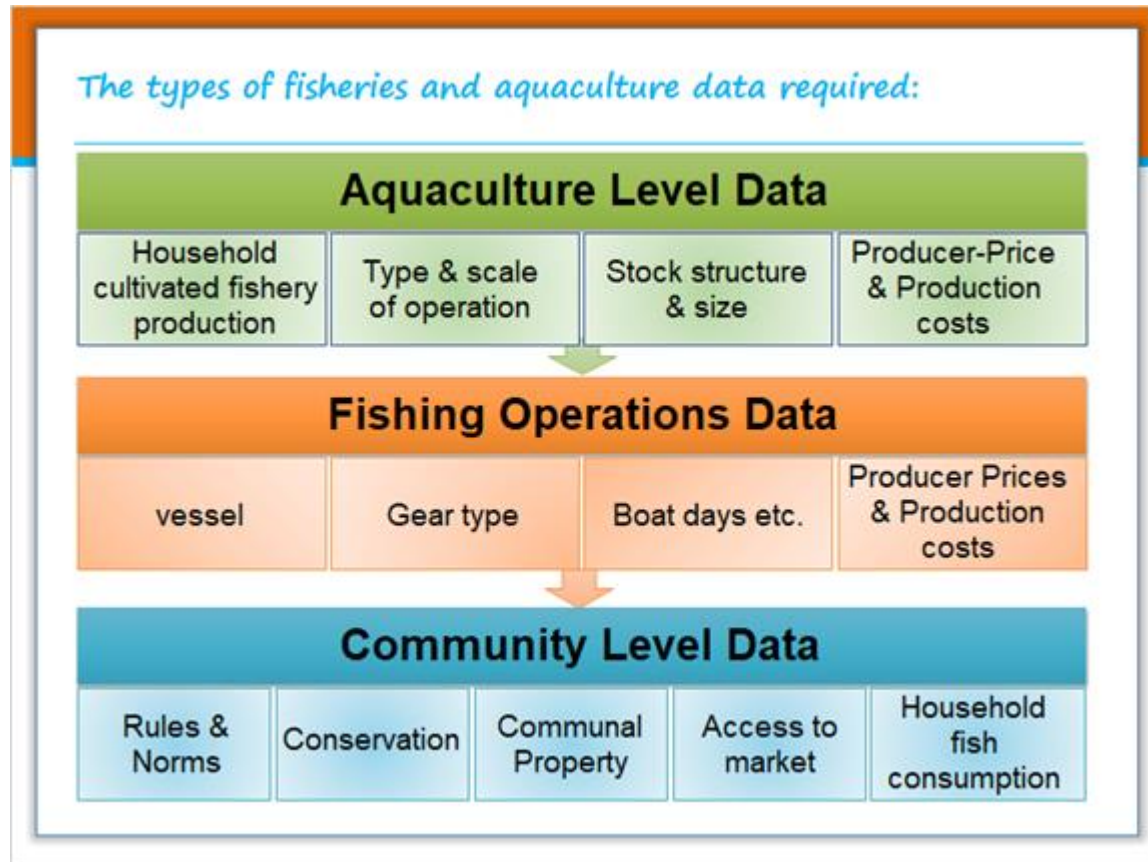 The types of fisheries and aquaculture data required:
Aquaculture Level Data
Household
cultivated fishery
production
Type & scale
of operation
Stock structure
& size
Producer-Price
& Production
costs
Fishing Operations Data
vessel
Gear type
Boat days etc.
Producer Prices
& Production
costs
Community Level Data
Rules &
Norms
Conservation
Communal
Property
Access to
market
Household
fish
consumption